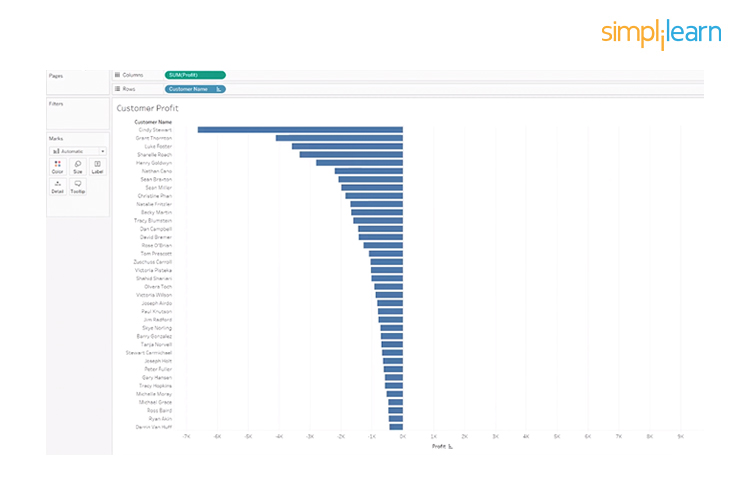 simplilearn
Pages
Columns
SUM(Profit)
Rows
Customer Name
Filters
Customer Profit
Customer Name
Cindy Stewart
Grant Thornton
Luke Foster
Sharelle Roach
Henry Goldwyn
Nathan Cano
Sean Braxton
Sean Miller
Christine Phan
Natalie Fritzler
Becky Martin
Tracy Blumstein
Dan Campbell
David Bremer
Rose O'Brian
Tom Prescott
Zuschuss Carroll
Victoria Pisteka
Shahid Shariari
Olvera Toch
Victoria Wilson
Joseph Airdo
Paul Knutson
Jim Radford
Skye Norling
Barry Gonzalez
Tanja Norvell
Stewart Carmichael
Joseph Holt
Peter Fuller
Gary Hansen
Tracy Hopkins
Michelle Moray
Michael Grace
Ross Baird
Ryan Akin
Darrin Van Huff
Marks
Automatic
Color Size Label
Detail Tooltip
-7K -6K -5K -4K -3K -2K -1K 0K 1K 2K 3K 4K 5K 6K 7K 8K 9K
Profit